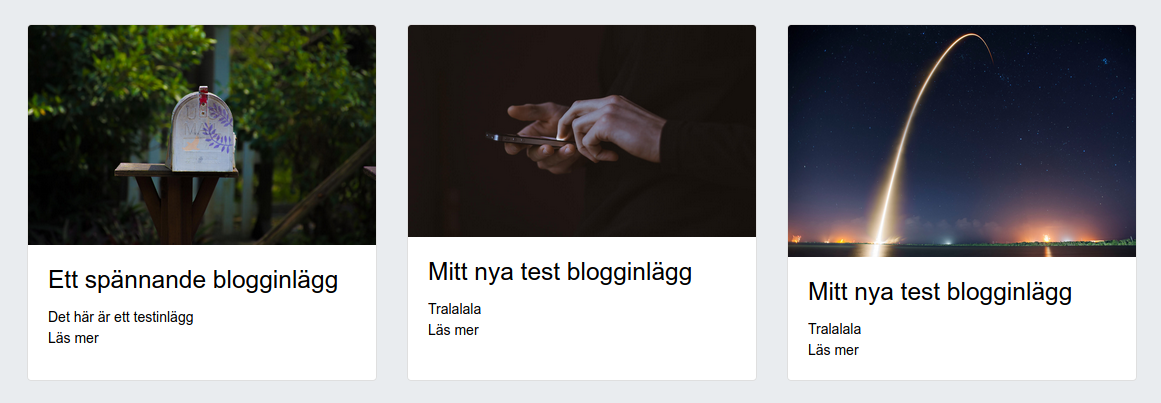 Ett spännande blogginlägg
Det här är ett testinlägg
Läs mer
Mitt nya test blogginlägg
Tralalala
Läs mer
Mitt nya test blogginlägg
Tralalala
Läs mer